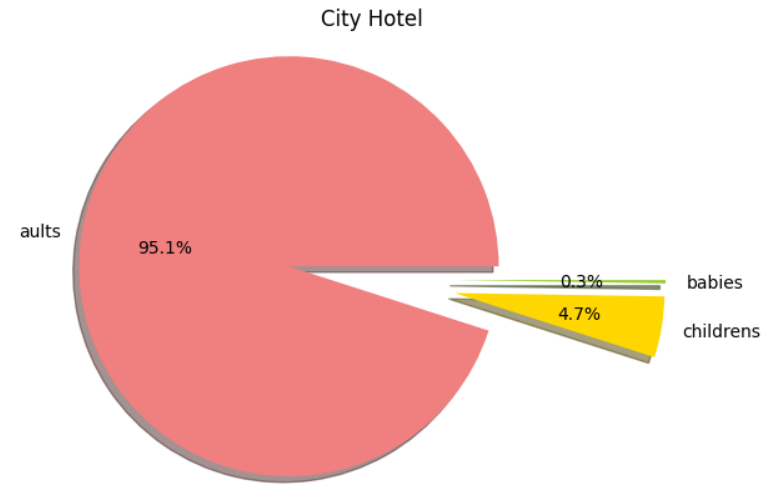 City Hotel
aults
95.1%
0.3%
babies
4.7%
childrens